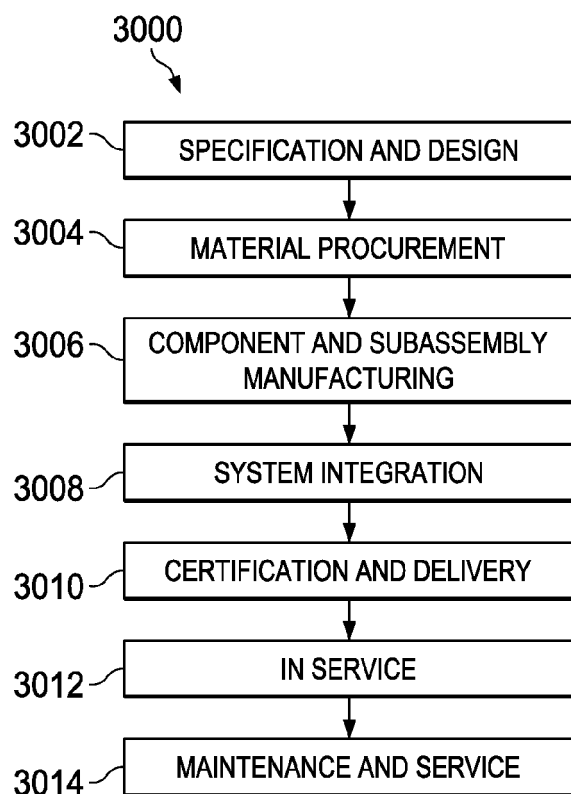 3000
3002
SPECIFICATION AND DESIGN
3004
MATERIAL PROCUREMENT
3006
COMPONENT AND SUBASSEMBLY
MANUFACTURING
3008
SYSTEM INTEGRATION
3010
CERTIFICATION AND DELIVERY
3012
IN SERVICE
3014
MAINTENANCE AND SERVICE